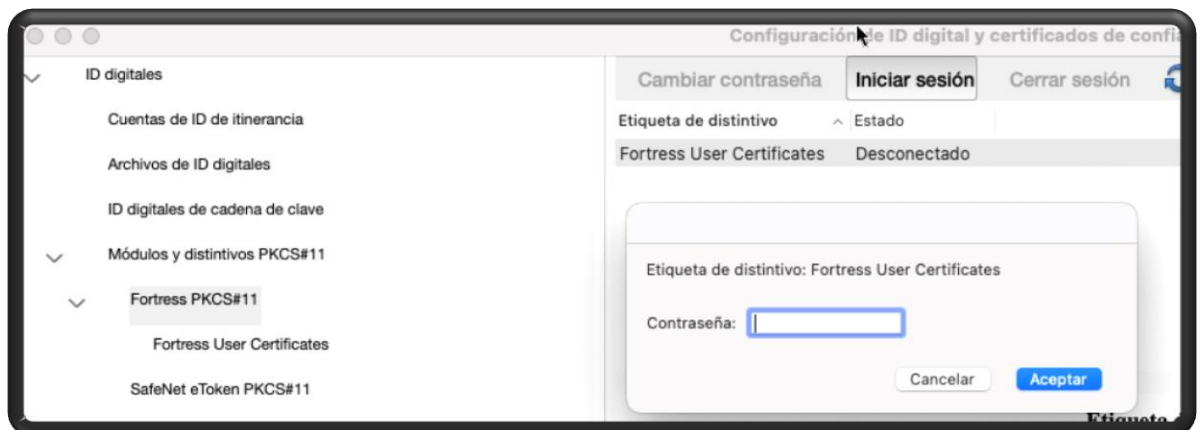 Configuración de ID digital y certificados de
ID digitales
Cuentas de ID de itinerancia
Archivos de ID digitales
ID digitales de cadena de clave
Módulos y distintivos PKCS#11
Fortress PKCS#11
Fortress User Certificates
SafeNet eToken PKCS#11
Cambiar contraseña Iniciar sesión Cerrar sesión
Etiqueta de distintivo Estado
Fortress User Certificates Desconectado
Etiqueta de distintivo: Fortress User Certificates
Contraseña:
Cancelar Aceptar
Etiqueta